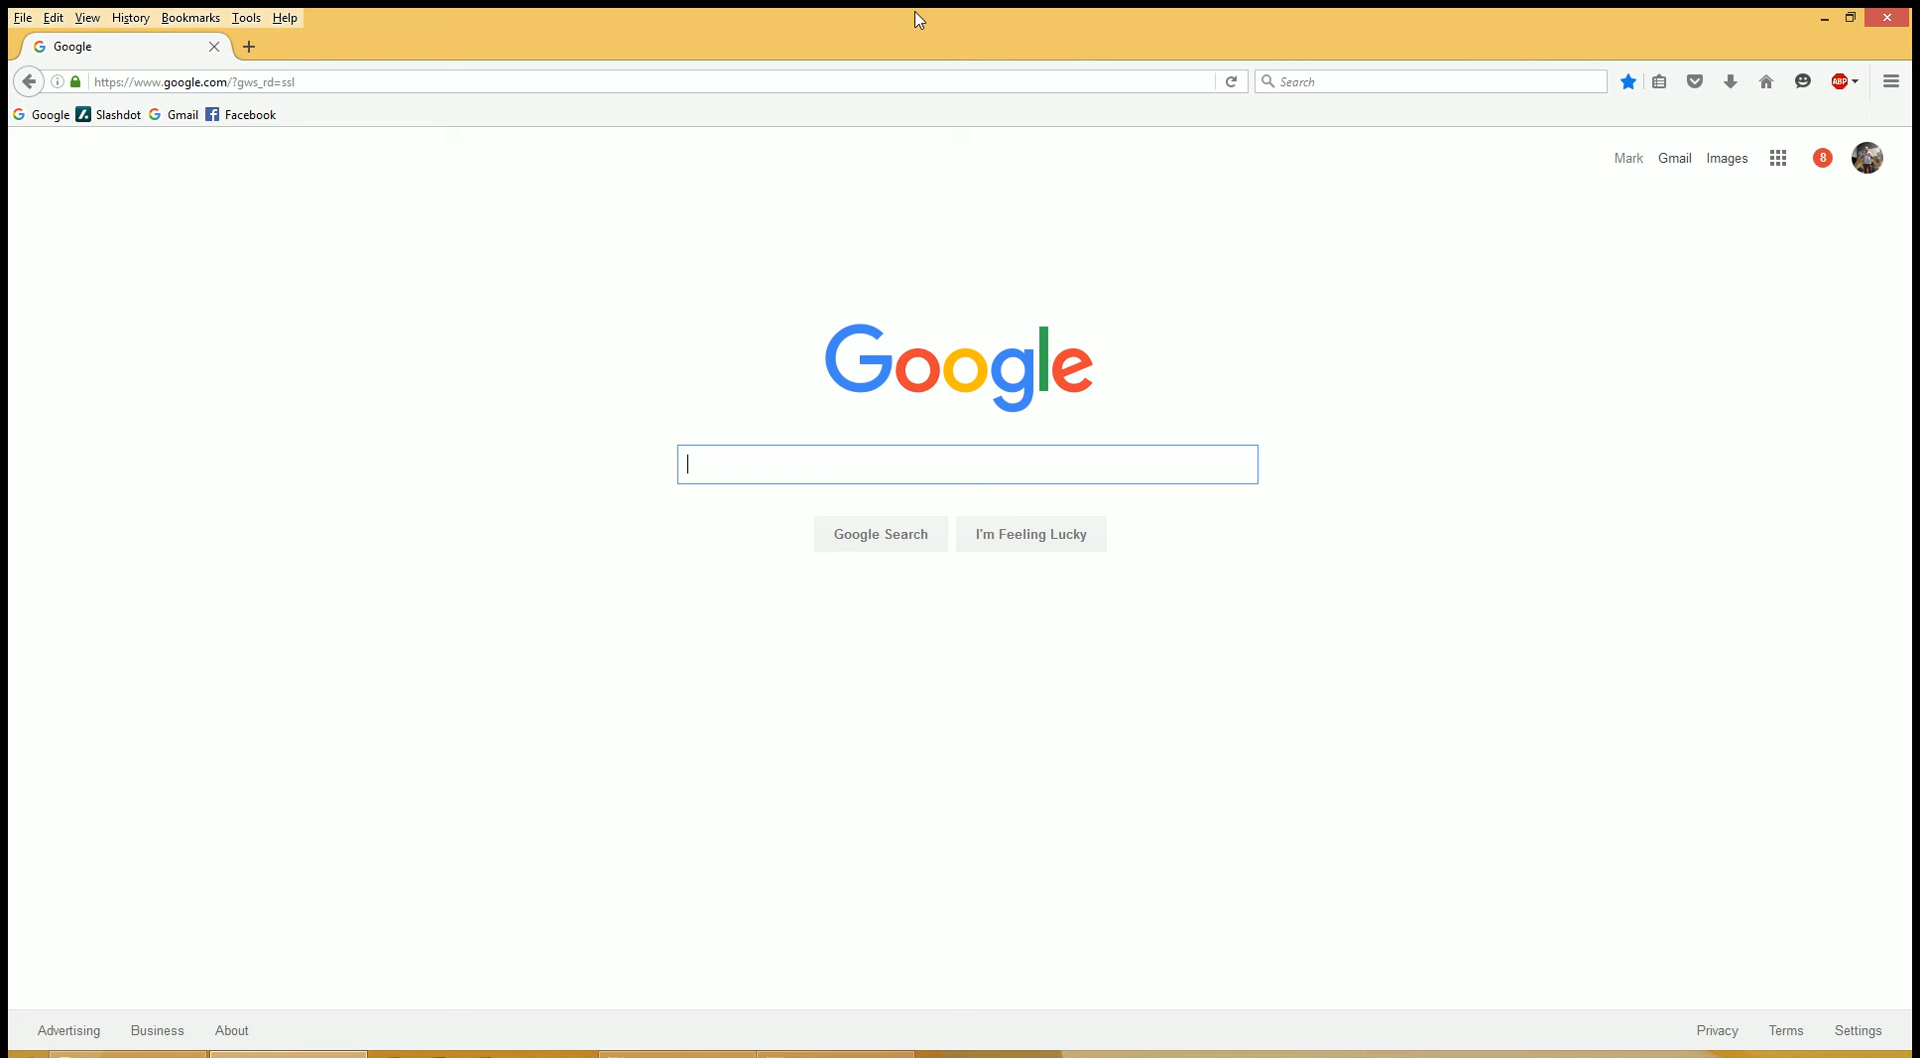 File Edit View History Bookmarks Tools Help
Google
https://www.google.com/?gws_rd=ssl
Search
ABP
Google Slashdot Gmail Facebook
Mark Gmail Images 8
Google
Google Search I'm Feeling Lucky
Advertising Business About Privacy Terms Settings